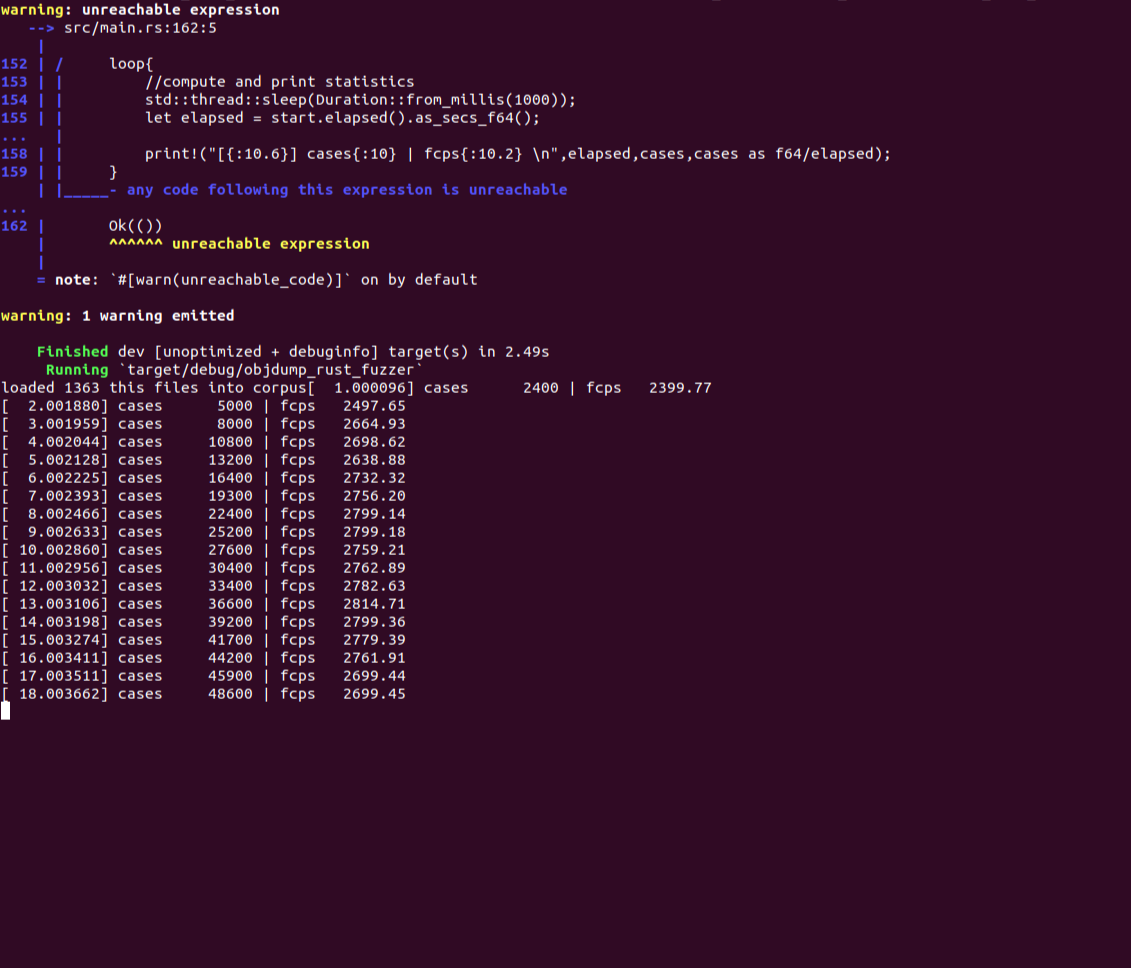 warning: unreachable expression
   --> src/main.rs:162:5
    |
152 | /     loop{
153 | |         //compute and print statistics
154 | |         std::thread::sleep(Duration::from_millis(1000));
155 | |         let elapsed = start.elapsed().as_secs_f64();
...   |
158 | |         print!("[{:10.6}] cases{:10} | fcps{:10.2} \n",elapsed,cases,cases as f64/elapsed);
159 | |     }
    | |_____- any code following this expression is unreachable
...
162 |       Ok(())
    |       ^^^^^^ unreachable expression
    |
    = note: `#[warn(unreachable_code)]` on by default

warning: 1 warning emitted

    Finished dev [unoptimized + debuginfo] target(s) in 2.49s
     Running `target/debug/objdump_rust_fuzzer`
loaded 1363 this files into corpus[  1.000096] cases      2400 | fcps   2399.77
[  2.001880] cases      5000 | fcps   2497.65
[  3.001959] cases      8000 | fcps   2664.93
[  4.002044] cases     10800 | fcps   2698.62
[  5.002128] cases     13200 | fcps   2638.88
[  6.002225] cases     16400 | fcps   2732.32
[  7.002393] cases     19300 | fcps   2756.20
[  8.002466] cases     22400 | fcps   2799.14
[  9.002633] cases     25200 | fcps   2799.18
[ 10.002860] cases     27600 | fcps   2759.21
[ 11.002956] cases     30400 | fcps   2762.89
[ 12.003032] cases     33400 | fcps   2782.63
[ 13.003106] cases     36600 | fcps   2814.71
[ 14.003198] cases     39200 | fcps   2799.36
[ 15.003274] cases     41700 | fcps   2779.39
[ 16.003411] cases     44200 | fcps   2761.91
[ 17.003511] cases     45900 | fcps   2699.44
[ 18.003662] cases     48600 | fcps   2699.45